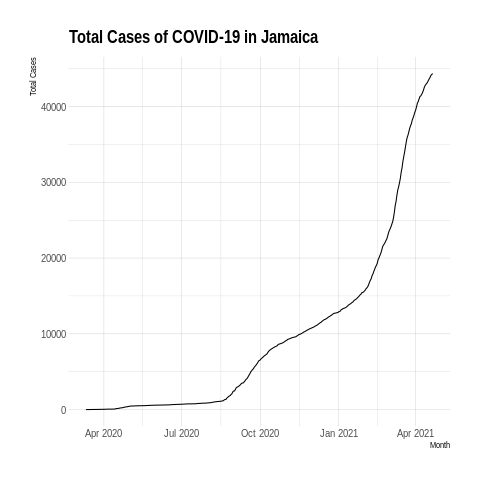 Total Cases of COVID-19 in Jamaica
Total Cases
40000
30000
20000
10000
0
Apr 2020 Jul 2020 Oct 2020 Jan 2021 Apr 2021
Month